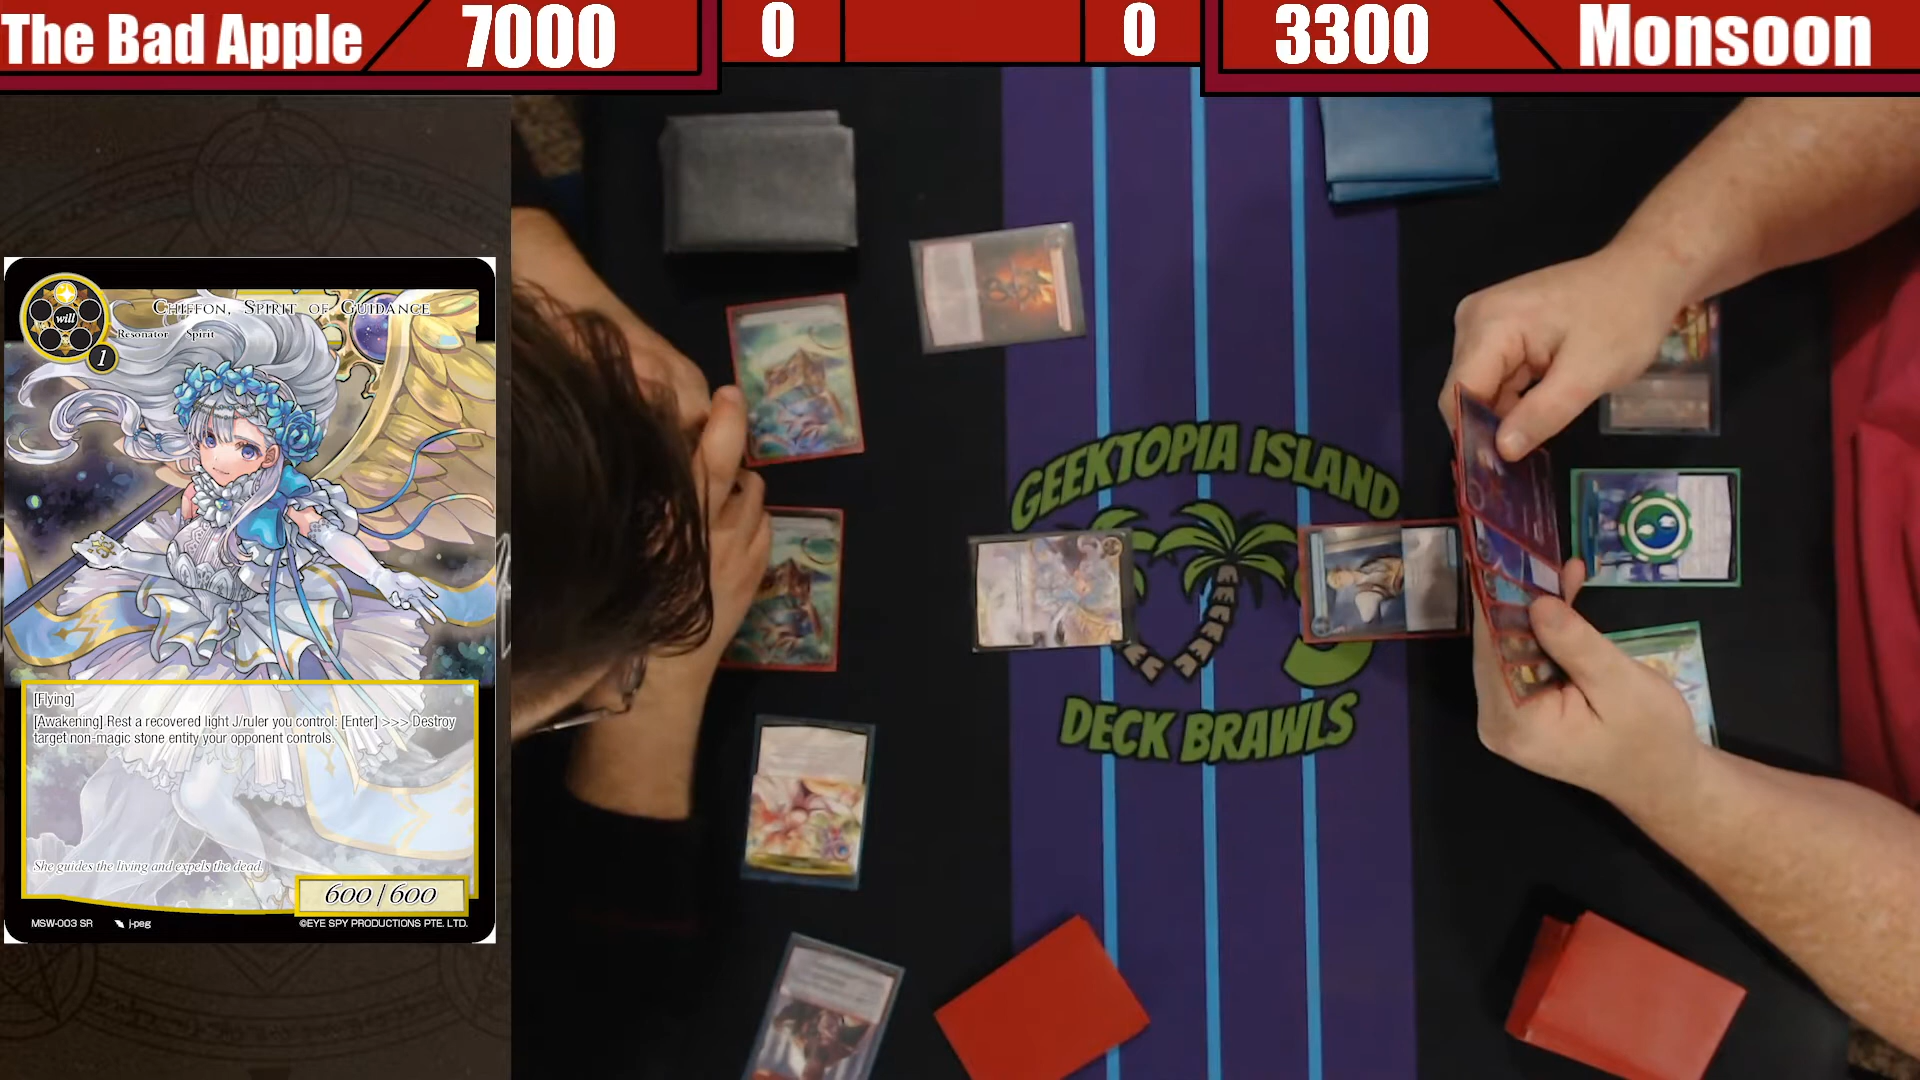 The Bad Apple
7000
0
0
3300
Monsoon
CHIFFON, SPIRIT OF GUIDANCE
will
Resonator Spirit
1
[Flying]
[Awakening] Rest a recovered light J/ruler you control: [Enter] >>> Destroy
target non-magic stone entity your opponent controls.
She guides the living and expels the dead.
600 / 600
MSW-003 SR
j-peg
©EYE SPY PRODUCTIONS PTE. LTD.
GEEKTOPIA ISLAND
DECK BRAWLS